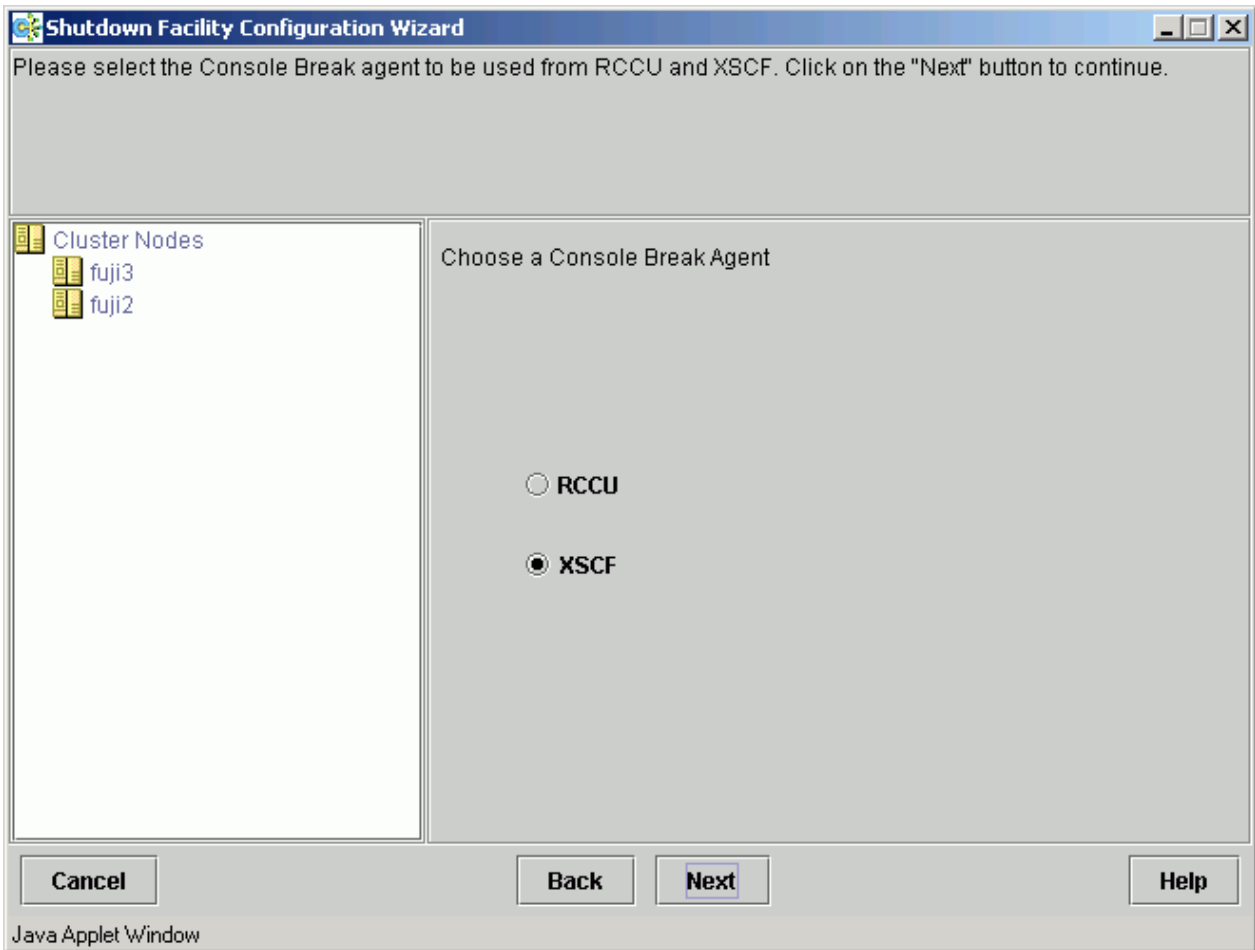 Shutdown Facility Configuration Wizard
Please select the Console Break agent to be used from RCCU and XSCF. Click on the "Next" button to continue.
Cluster Nodes
fuji3
fuji2
Choose a Console Break Agent
RCCU
XSCF
Cancel
Back
Next
Help
Java Applet Window